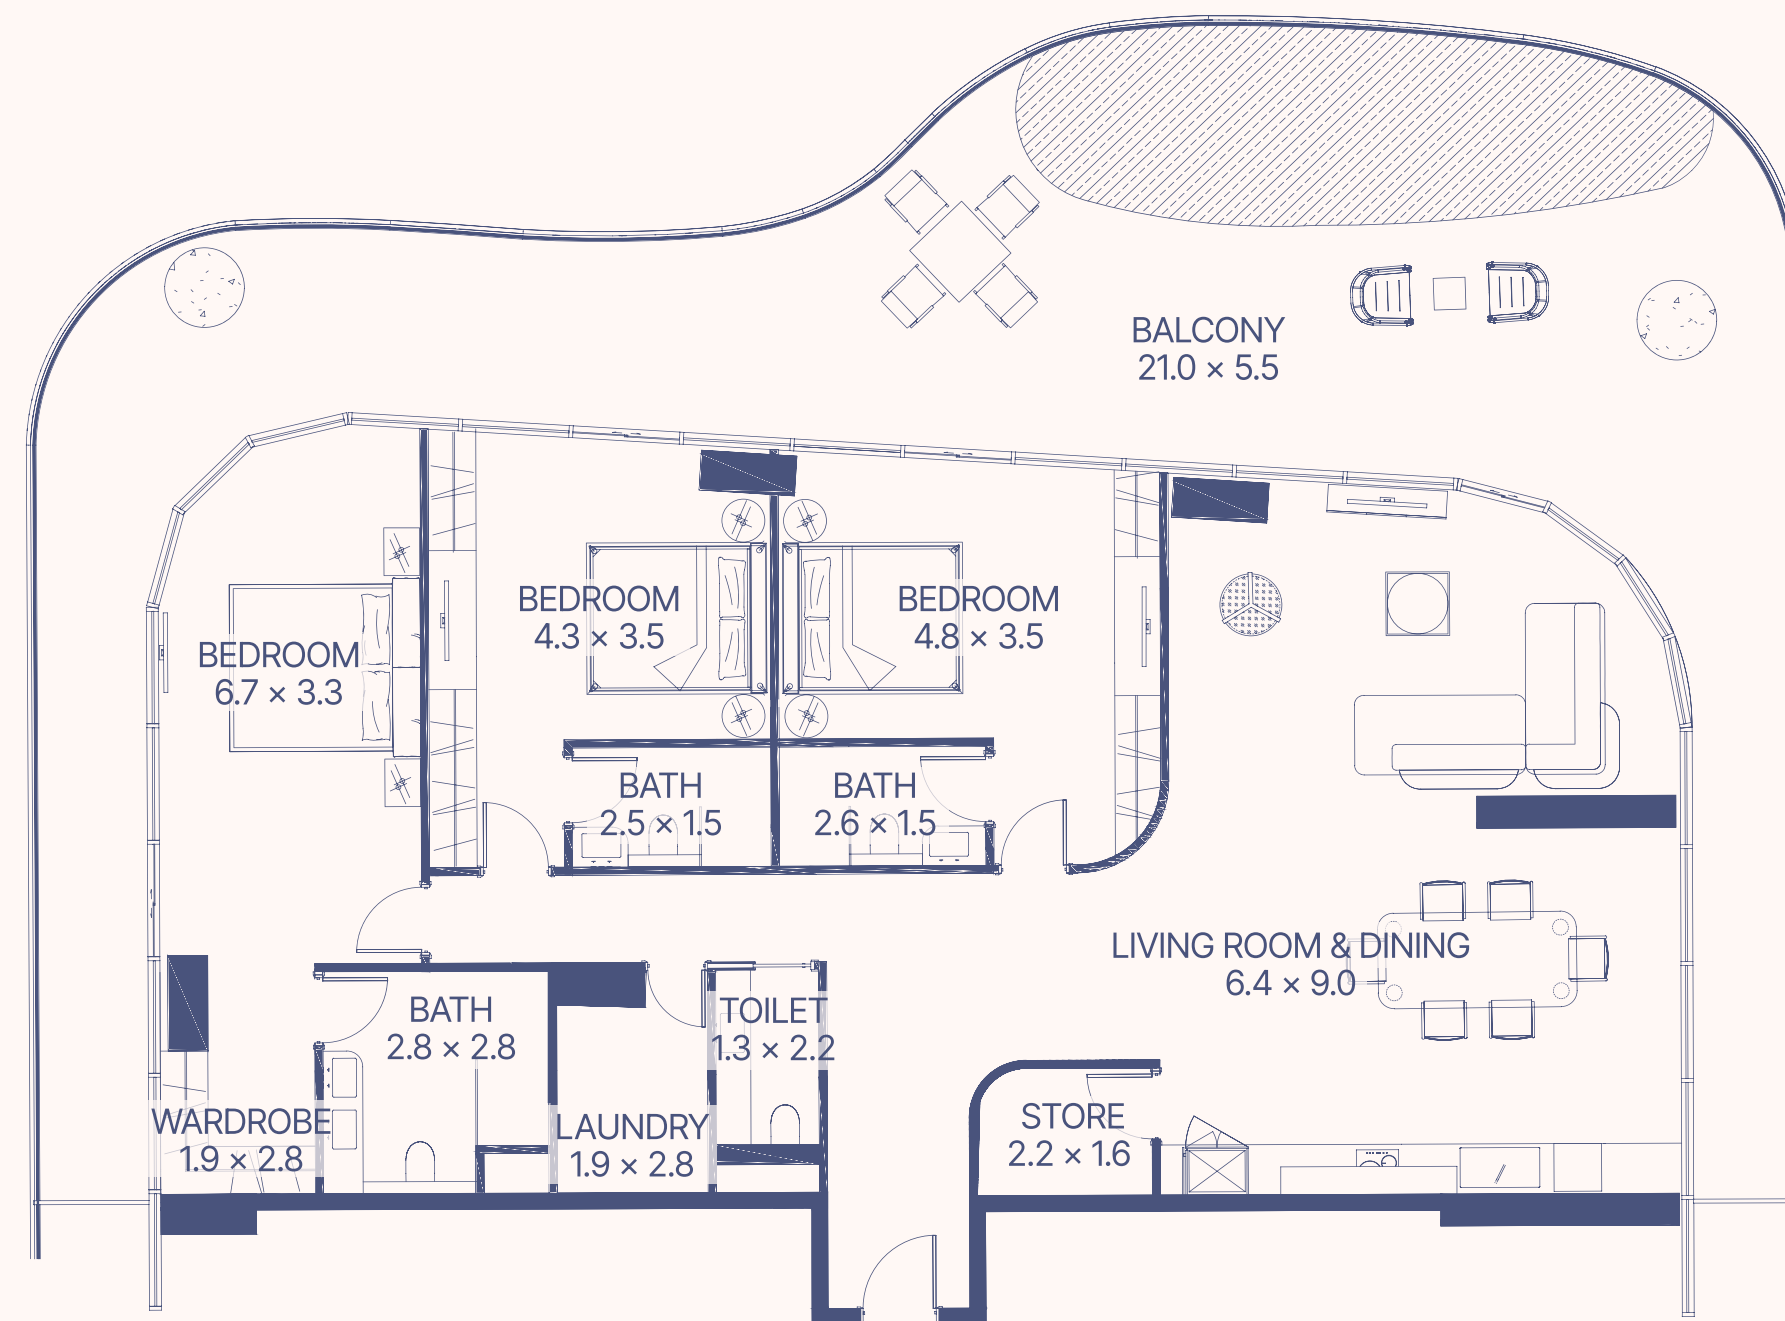 BALCONY
21.0 × 5.5
BEDROOM
4.3 × 3.5
BEDROOM
4.8 × 3.5
BEDROOM
6.7 × 3.3
BATH
2.5 × 1.5
BATH
2.6 × 1.5
LIVING ROOM & DINING
6.4 × 9.0
BATH
2.8 × 2.8
TOILET
1.3 × 2.2
WARDROBE
1.9 × 2.8
LAUNDRY
1.9 × 2.8
STORE
2.2 × 1.6